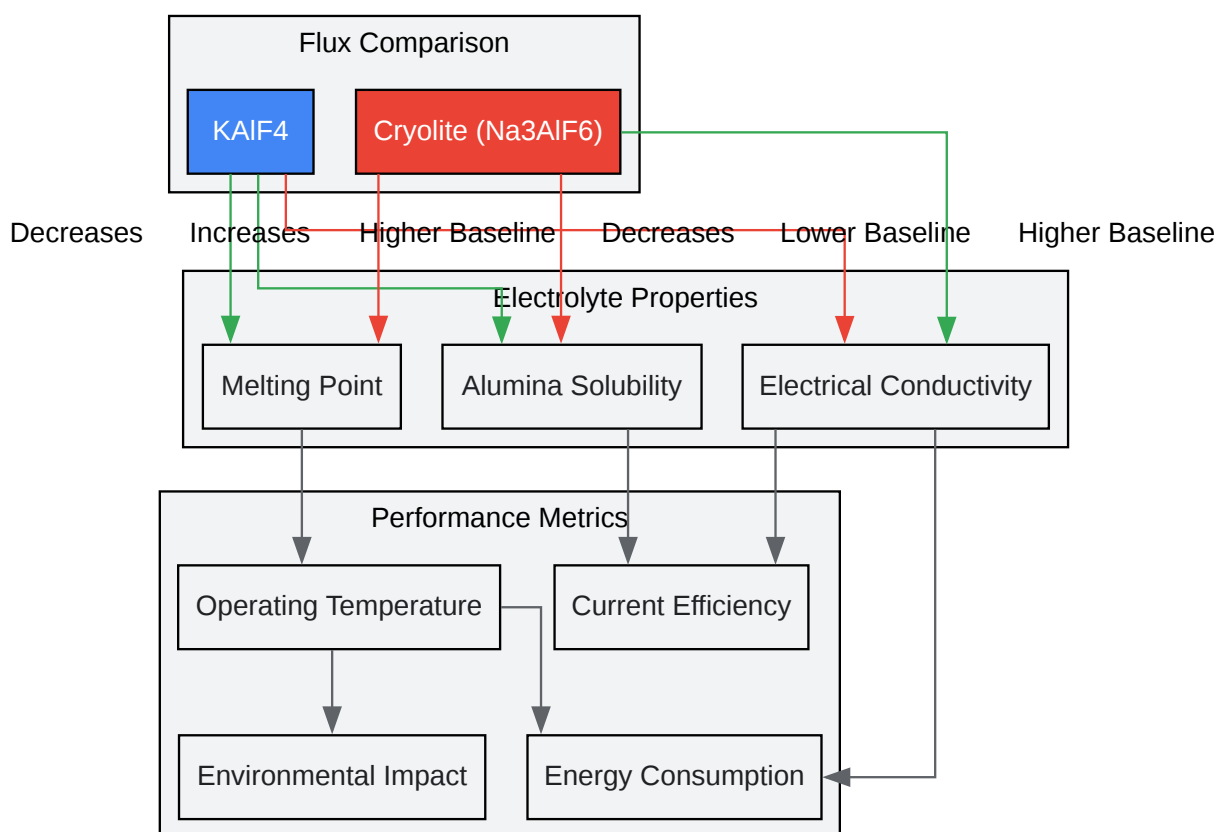 Flux Comparison
KAlF4
Cryolite (Na3AlF6)
Decreases
Increases
Higher Baseline
Decreases
Lower Baseline
Higher Baseline
Electrolyte Properties
Melting Point
Alumina Solubility
Electrical Conductivity
Performance Metrics
Operating Temperature
Current Efficiency
Environmental Impact
Energy Consumption